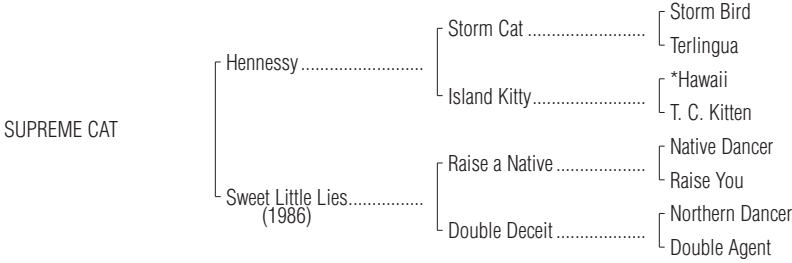 Storm Bird
Storm Cat ........................
Terlingua
Hennessy ..........................
*Hawaii
Island Kitty........................
T. C. Kitten
SUPREME CAT
Native Dancer
Raise a Native ...................
Raise You
Sweet Little Lies................
(1986)
Northern Dancer
Double Deceit ...................
Double Agent